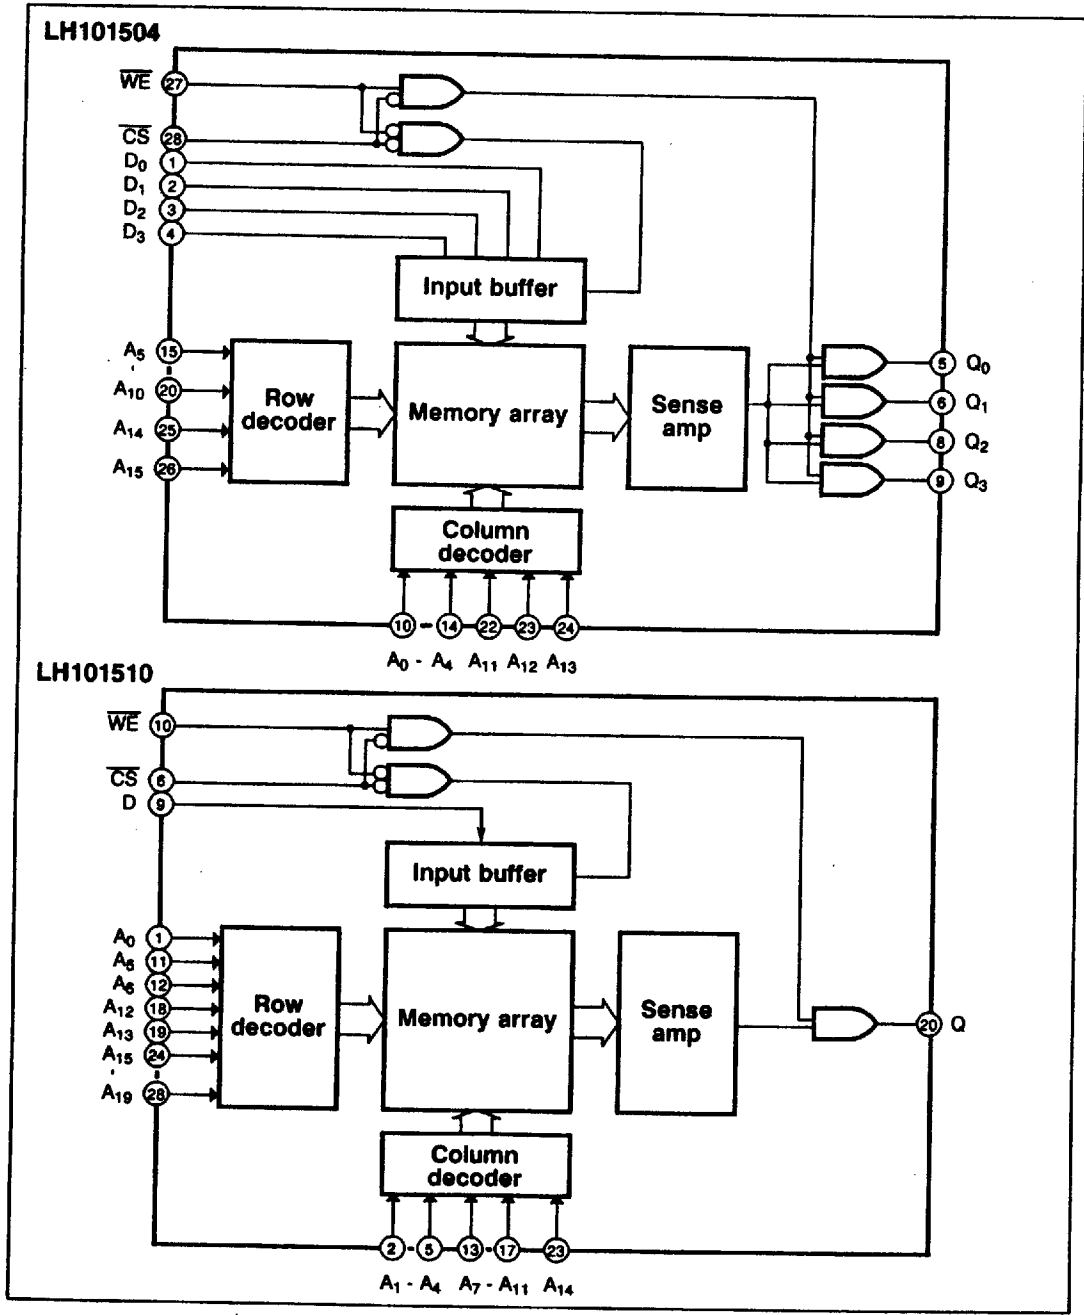 LH101504
WE 27
CS 28
D0 1
D1 2
D2 3
D3 4
Input buffer
A5 15
A10 20
A14 25
A15 26
Row
decoder
Memory array
Sense
amp
5 Q0
6 Q1
8 Q2
9 Q3
Column
decoder
10 - 14 22 23 24
A0 - A4 A11 A12 A13
LH101510
WE 10
CS 6
D 9
Input buffer
A0 1
A5 11
A6 12
A12 18
A13 19
A15 24
A19 28
Row
decoder
Memory array
Sense
amp
20 Q
Column
decoder
2 - 5 13 - 17 23
A1 - A4 A7 - A11 A14